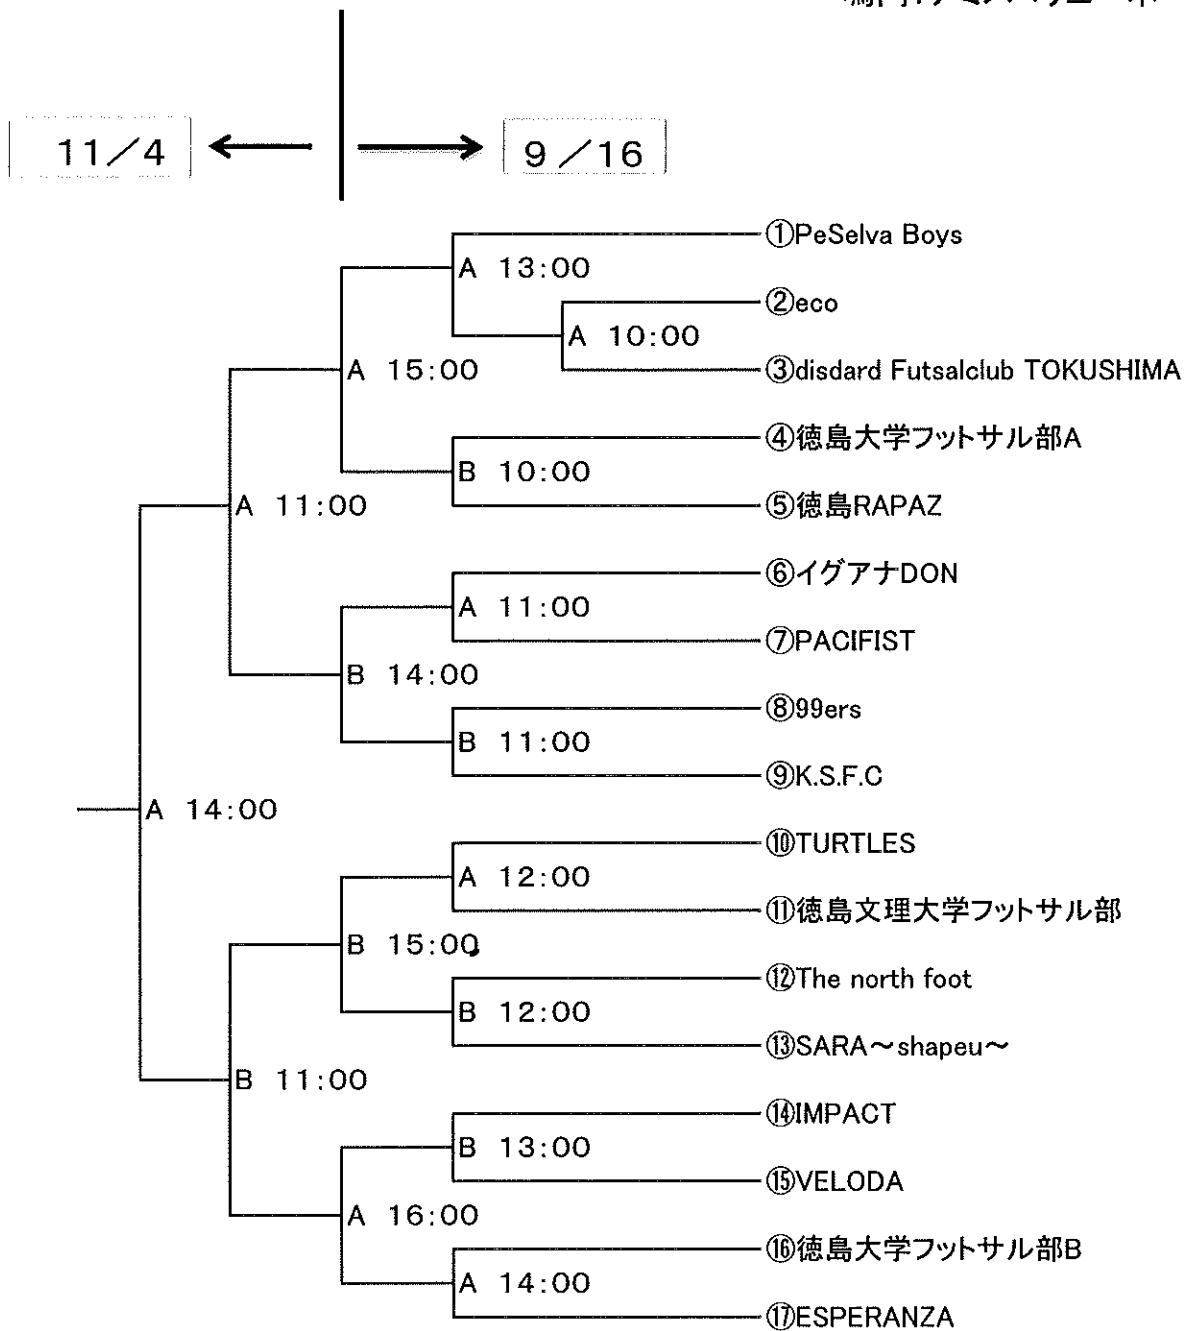 11／4
9／16
①PeSelva Boys
A 13:00
②eco
A 10:00
A 15:00
③disdard Futsalclub TOKUSHIMA
④徳島大学フットサル部A
B 10:00
A 11:00
⑤徳島RAPAZ
⑥イグアナDON
A 11:00
⑦PACIFIST
B 14:00
⑧99ers
B 11:00
⑨K.S.F.C
A 14:00
⑩TURTLES
A 12:00
⑪徳島文理大学フットサル部
B 15:00
⑫The north foot
B 12:00
⑬SARA～shapeu～
B 11:00
⑭IMPACT
B 13:00
⑮VELODA
A 16:00
⑯徳島大学フットサル部B
A 14:00
⑰ESPERANZA